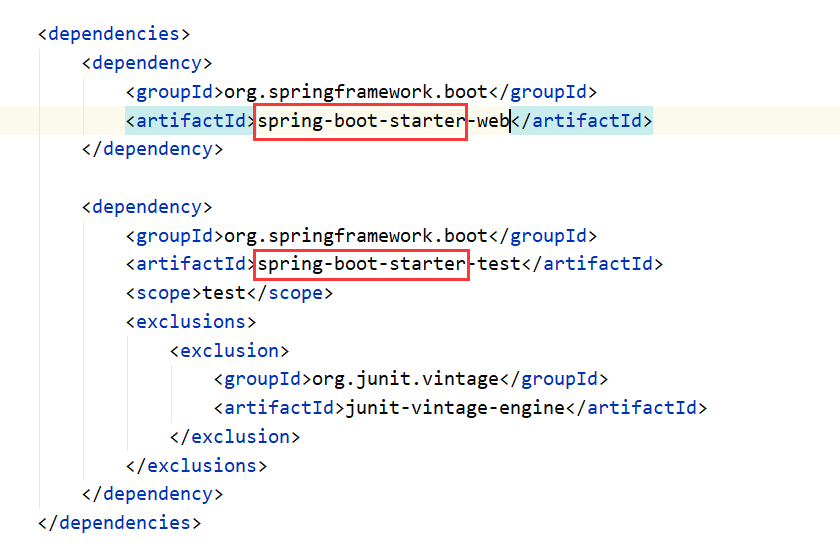 <dependencies>
<dependency>
<groupId>org.springframework.boot</groupId>
<artifactId>spring-boot-starter-web</artifactId>
</dependency>
<dependency>
<groupId>org.springframework.boot</groupId>
<artifactId>spring-boot-starter-test</artifactId>
<scope>test</scope>
<exclusions>
<exclusion>
<groupId>org.junit.vintage</groupId>
<artifactId>junit-vintage-engine</artifactId>
</exclusion>
</exclusions>
</dependency>
</dependencies>